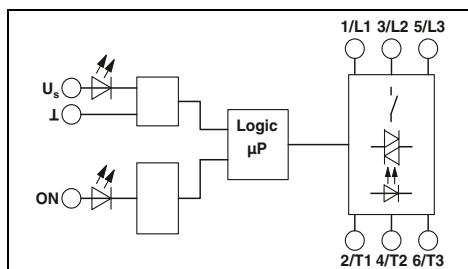 1/L1 3/L2 5/L3
Us
⊥
Logic
µP
ON
2/T1 4/T2 6/T3